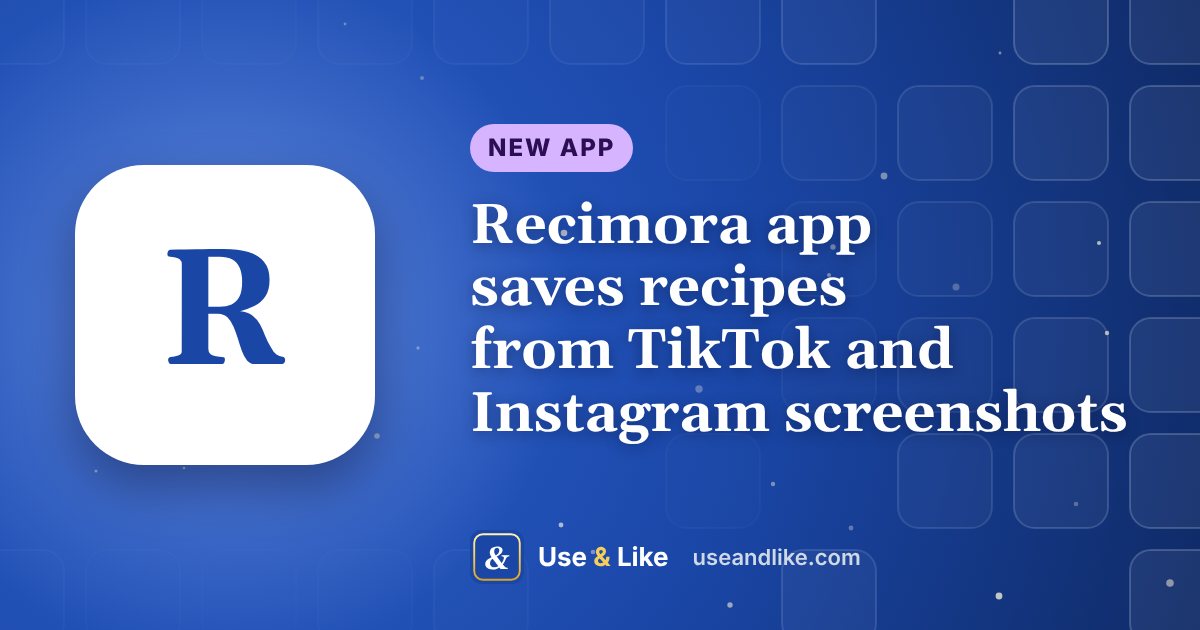 R
NEW APP
Recimora app
saves recipes
from TikTok and
Instagram screenshots
& Use & Like useandlike.com